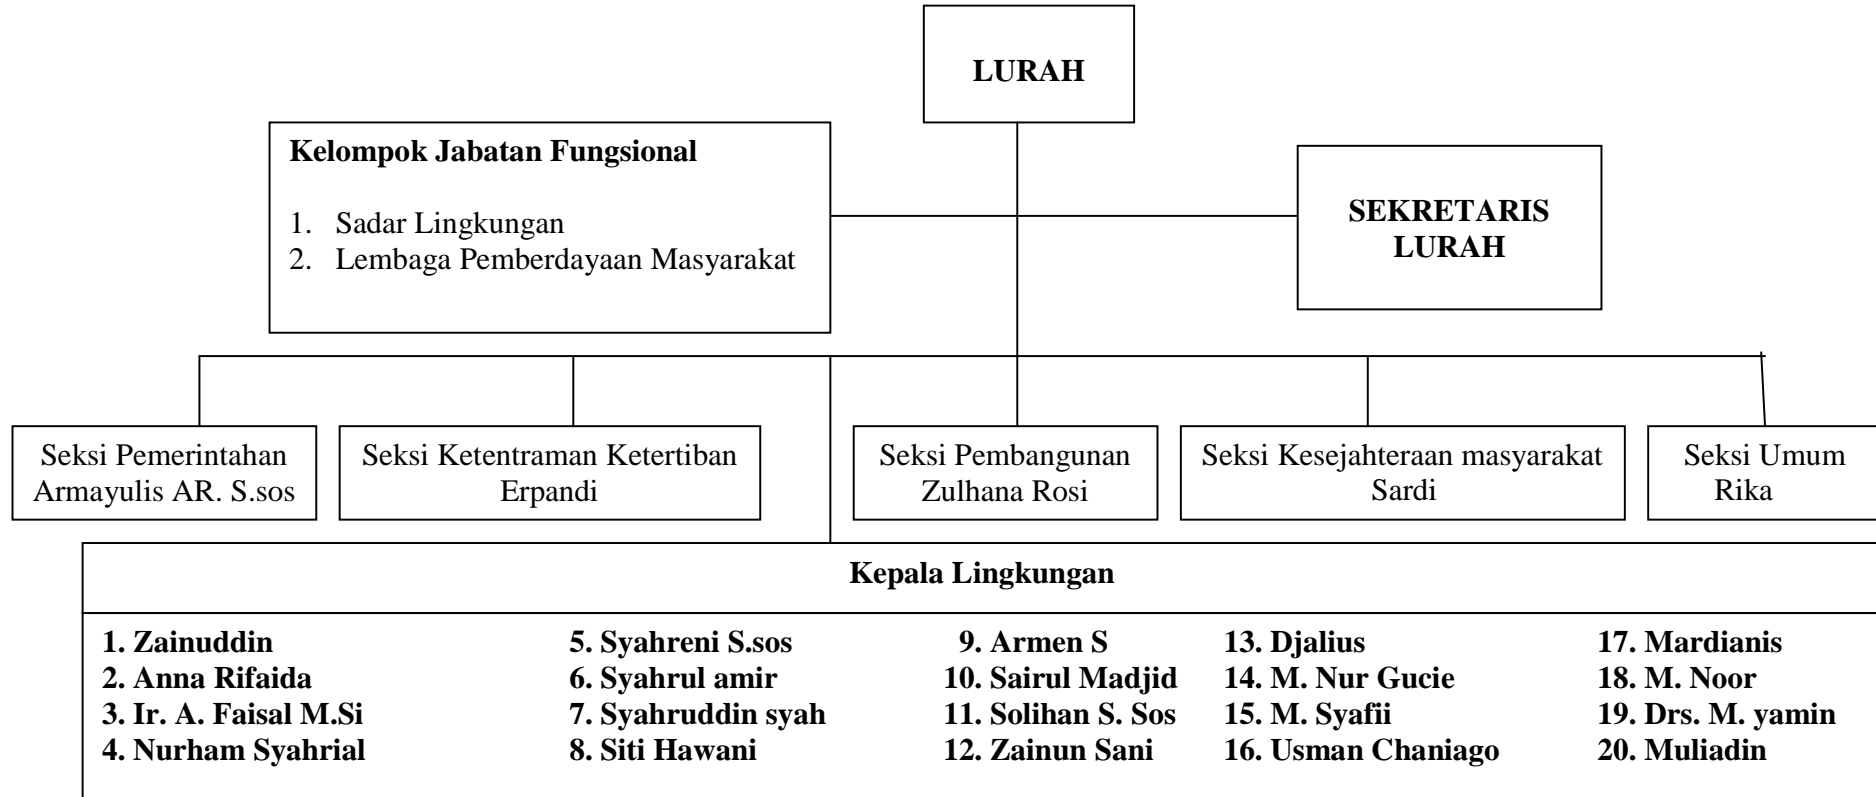 LURAH
Kelompok Jabatan Fungsional
1. Sadar Lingkungan
2. Lembaga Pemberdayaan Masyarakat
SEKRETARIS
LURAH
Seksi Pemerintahan
Armayulis AR. S.sos
Seksi Ketentraman Ketertiban
Erpandi
Seksi Pembangunan
Zulhana Rosi
Seksi Kesejahteraan masyarakat
Sardi
Seksi Umum
Rika
Kepala Lingkungan
1. Zainuddin
2. Anna Rifaida
3. Ir. A. Faisal M.Si
4. Nurham Syahrial
5. Syahreni S.sos
6. Syahrul amir
7. Syahruddin syah
8. Siti Hawani
9. Armen S
10. Sairul Madjid
11. Solihan S. Sos
12. Zainun Sani
13. Djalius
14. M. Nur Gucie
15. M. Syafii
16. Usman Chaniago
17. Mardianis
18. M. Noor
19. Drs. M. yamin
20. Muliadin